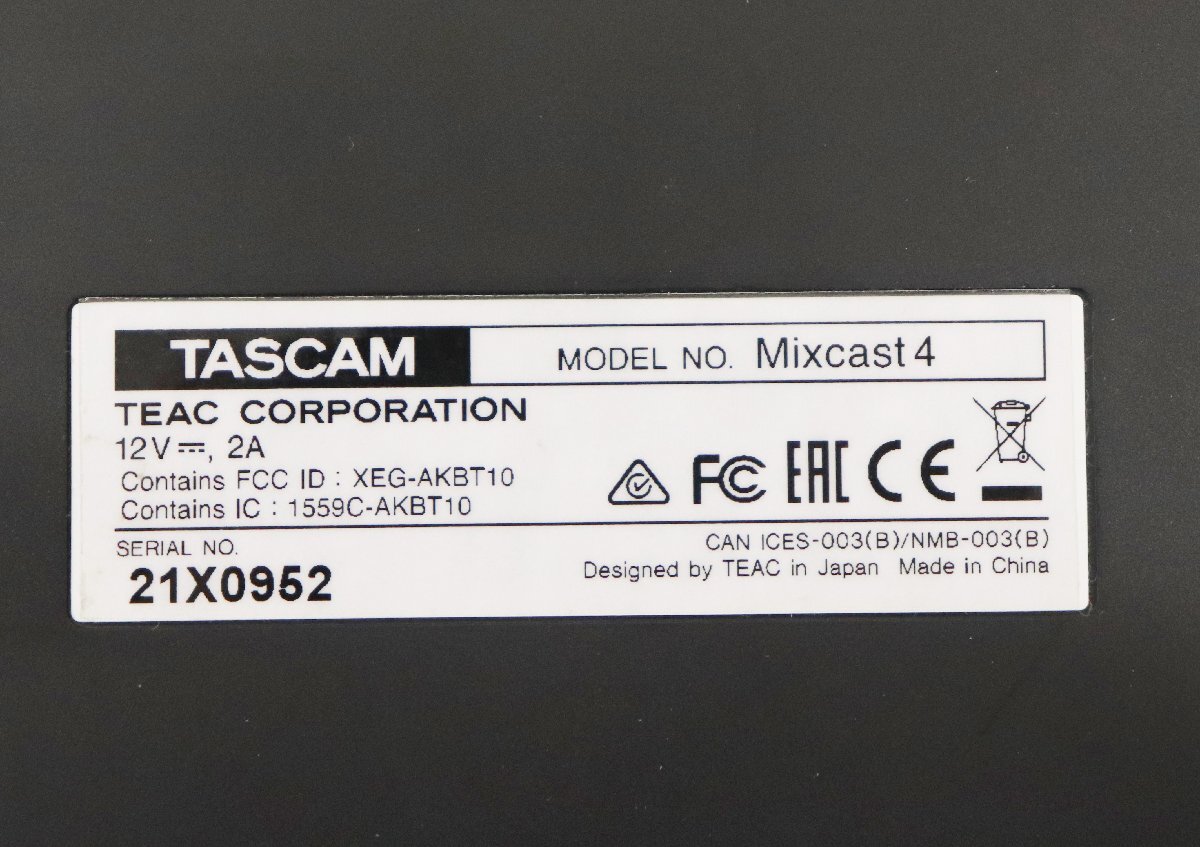 TASCAM MODEL NO. Mixcast 4
TEAC CORPORATION
12V⎓, 2A
Contains FCC ID : XEG-AKBT10
Contains IC : 1559C-AKBT10
FC EAC CE
SERIAL NO.
21X0952
CAN ICES-003(B)/NMB-003(B)
Designed by TEAC in Japan Made in China